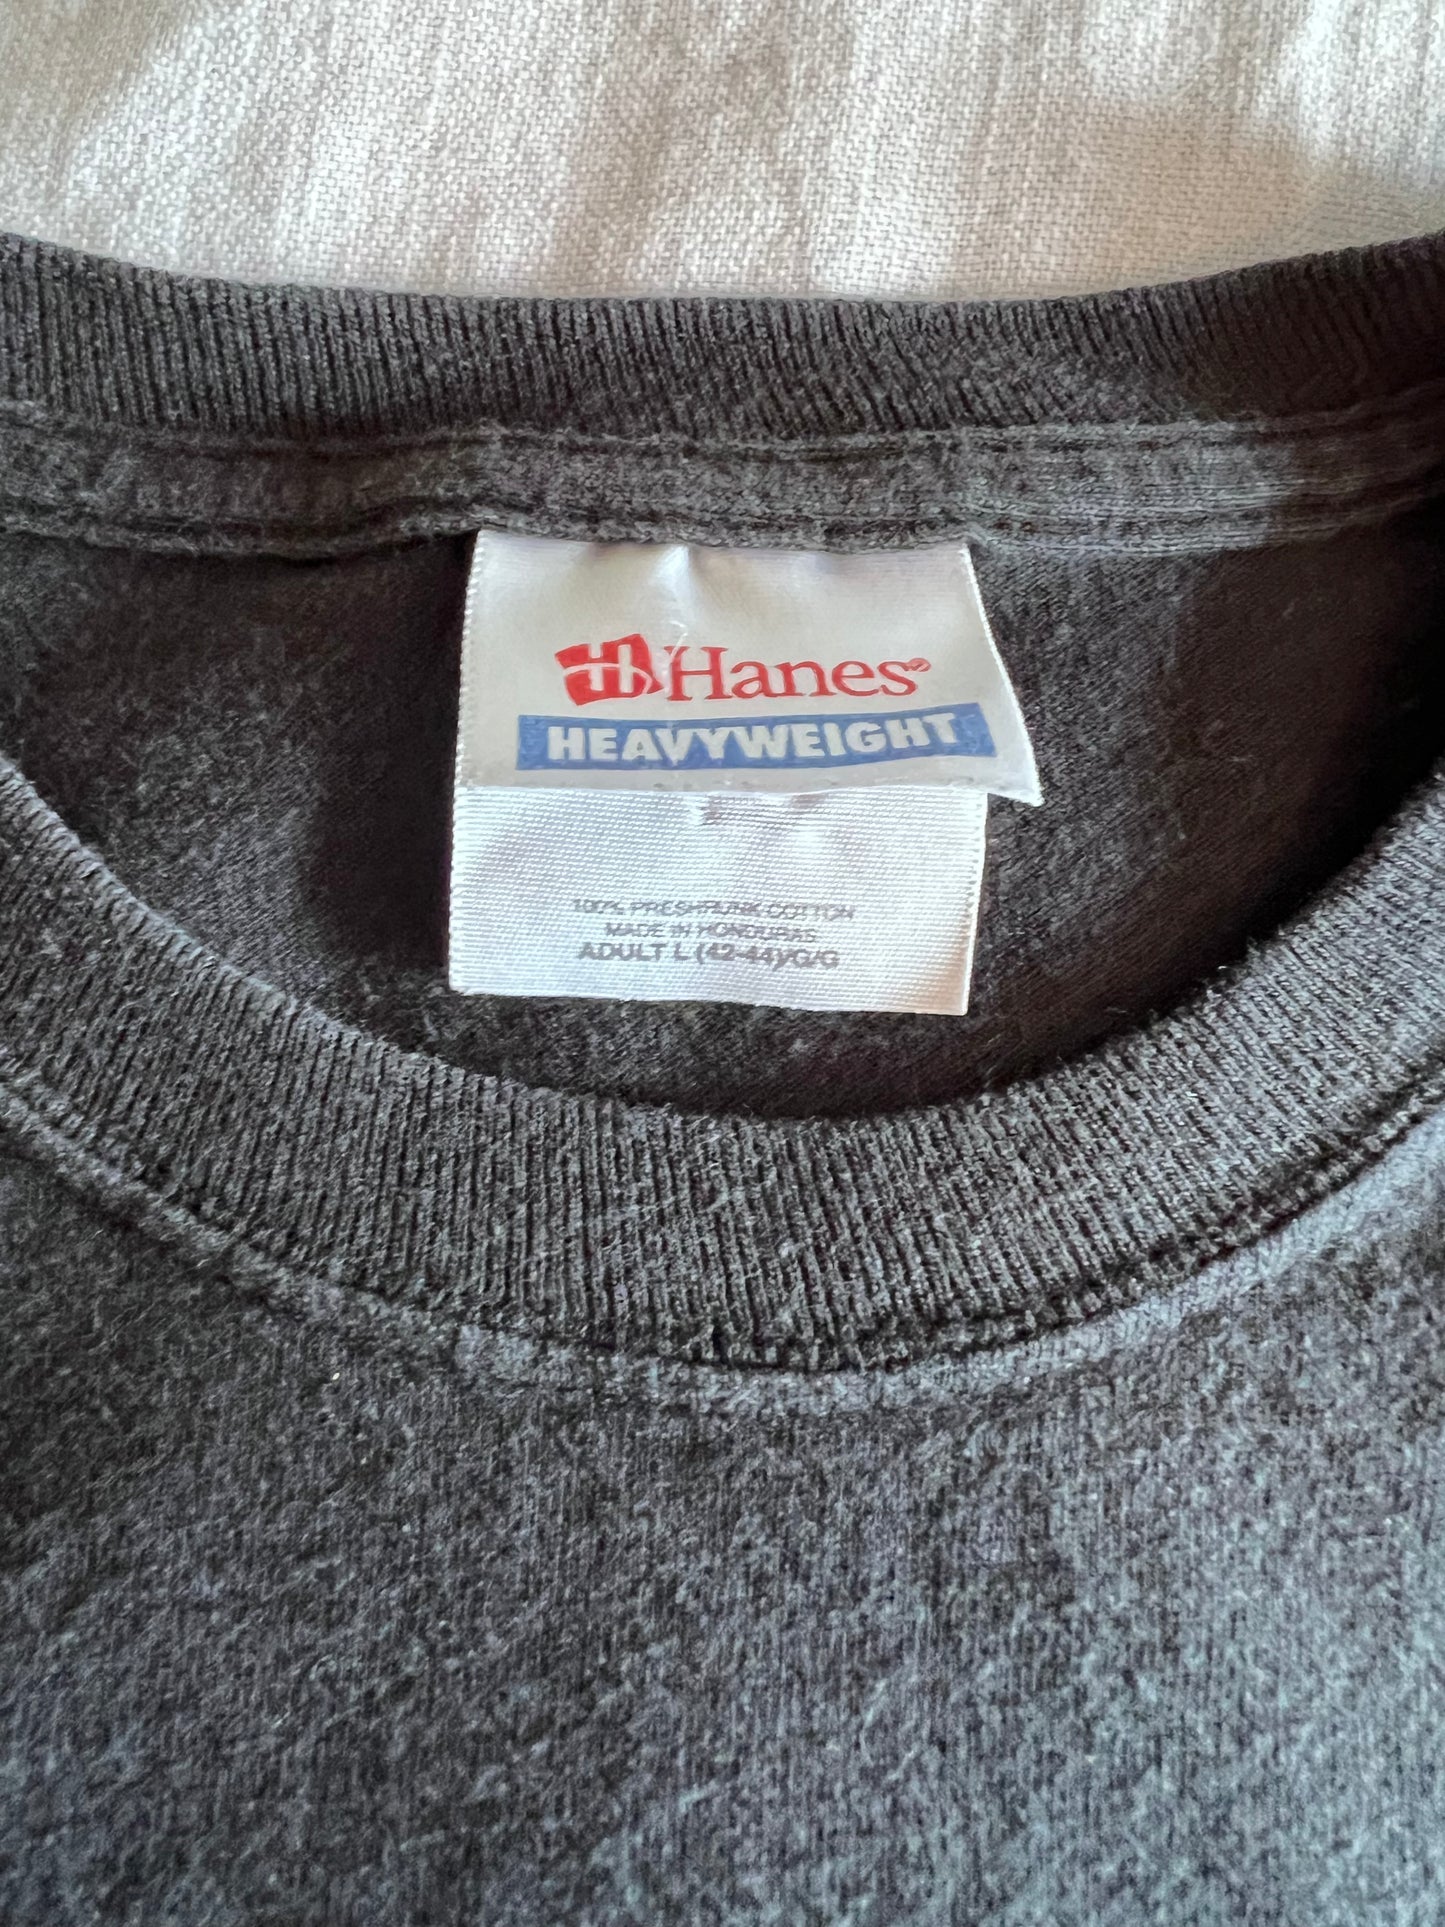 Hanes®
HEAVYWEIGHT
100% PRESHRUNK COTTON
MADE IN HONDURAS
ADULT L (42-44)/G/G